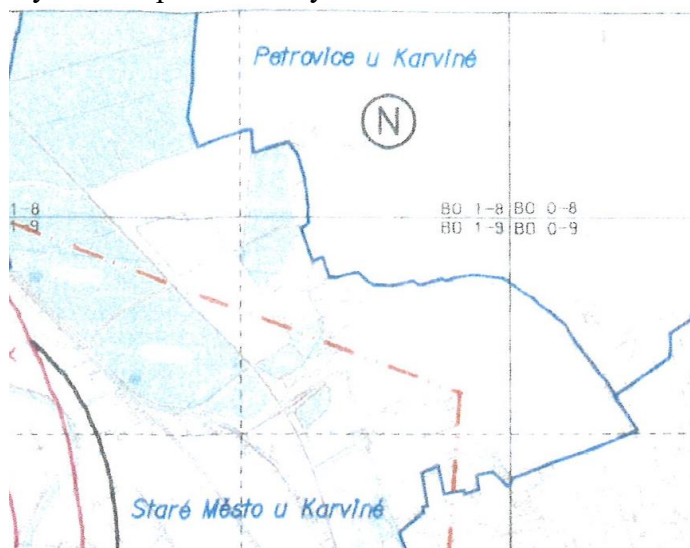 Petrovice u Karviné
N
1-8
1-9
BO 1-8 BO 0-8
BO 1-9 BO 0-9
Staré Město u Karviné